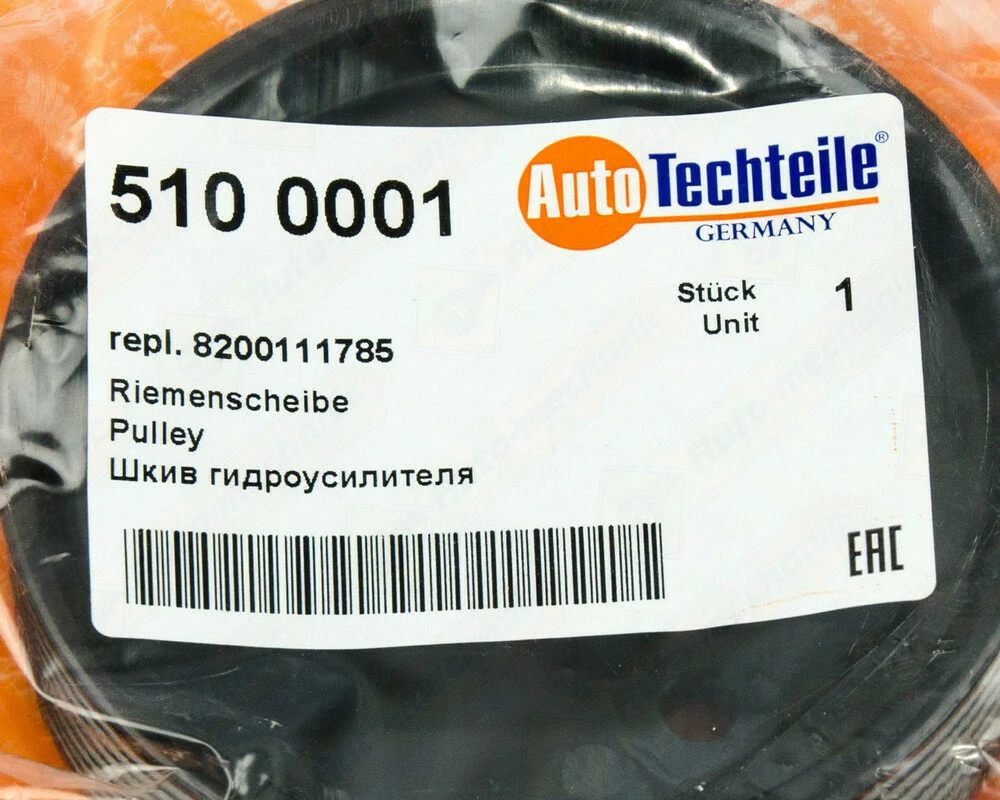 510 0001
AutoTechteile®
GERMANY
Stück 1
Unit
repl. 8200111785
Riemenscheibe
Pulley
Шкив гидроусилителя
EAC